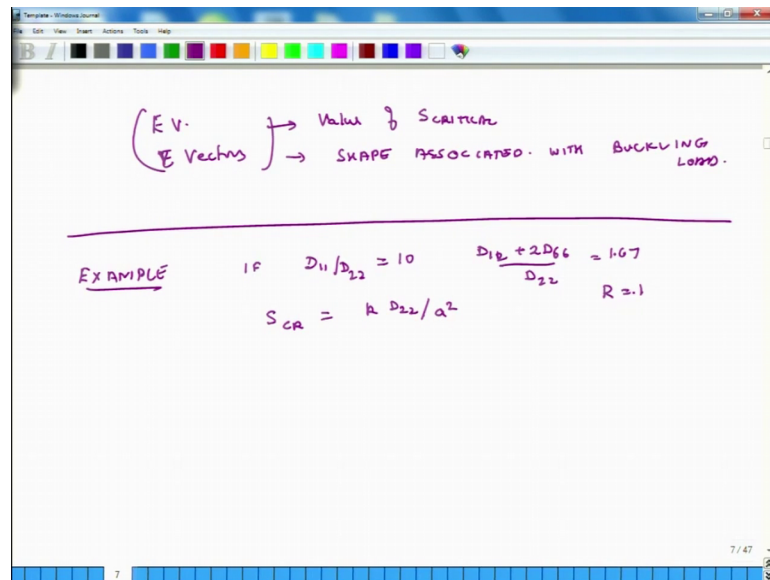 Template - Windows Journal
File Edit View Insert Actions Tools Help
B I
E V. → Value of SCRITICAL
E Vectors → SHAPE ASSOCIATED. WITH BUCKLING LOAD.
EXAMPLE IF D11/D22 = 10 D12 + 2D66 / D22 = 1.67
R = 1
SCR = k D22/a²
7 / 47
7